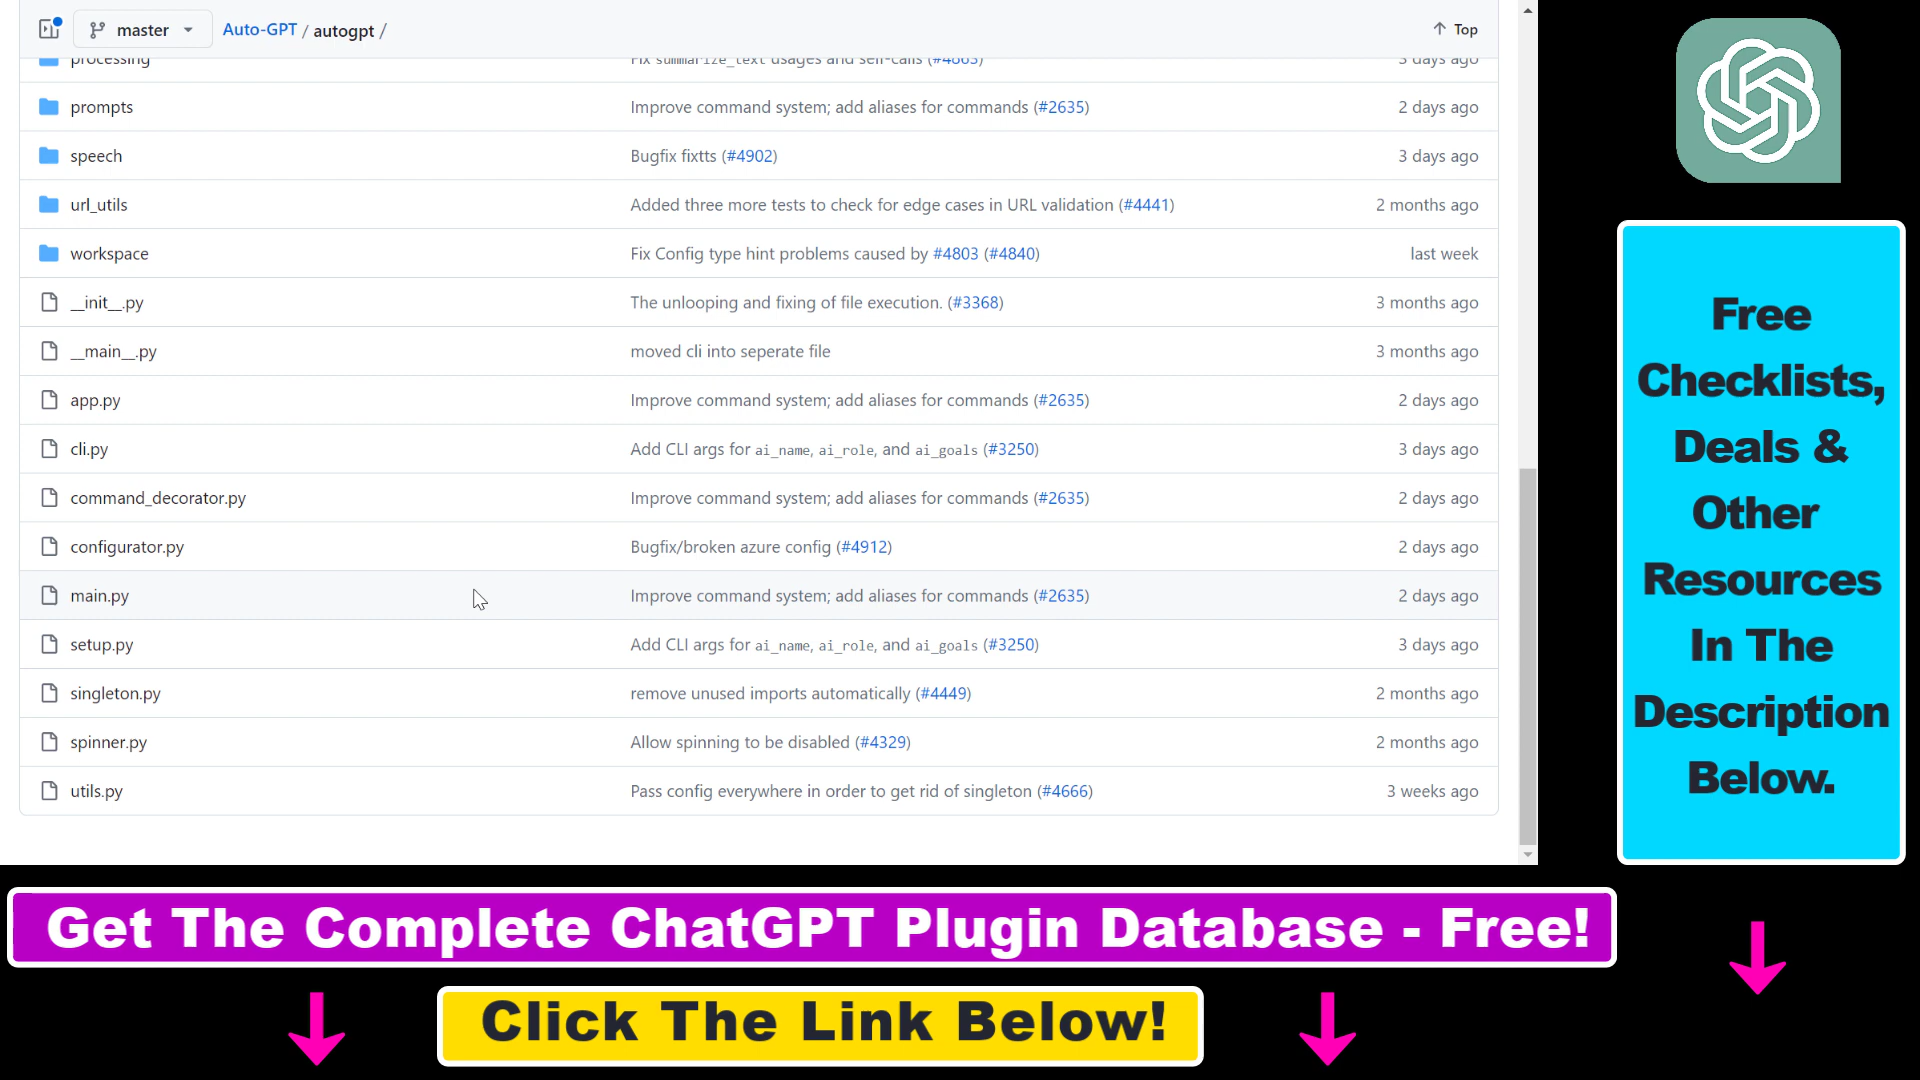 master Auto-GPT / autogpt / Top
processing Fix summarize_text usages and self-calls (#4863) 3 days ago
prompts Improve command system; add aliases for commands (#2635) 2 days ago
speech Bugfix fixtts (#4902) 3 days ago
url_utils Added three more tests to check for edge cases in URL validation (#4441) 2 months ago
workspace Fix Config type hint problems caused by #4803 (#4840) last week
__init__.py The unlooping and fixing of file execution. (#3368) 3 months ago
__main__.py moved cli into seperate file 3 months ago
app.py Improve command system; add aliases for commands (#2635) 2 days ago
cli.py Add CLI args for ai_name, ai_role, and ai_goals (#3250) 3 days ago
command_decorator.py Improve command system; add aliases for commands (#2635) 2 days ago
configurator.py Bugfix/broken azure config (#4912) 2 days ago
main.py Improve command system; add aliases for commands (#2635) 2 days ago
setup.py Add CLI args for ai_name, ai_role, and ai_goals (#3250) 3 days ago
singleton.py remove unused imports automatically (#4449) 2 months ago
spinner.py Allow spinning to be disabled (#4329) 2 months ago
utils.py Pass config everywhere in order to get rid of singleton (#4666) 3 weeks ago
Free
Checklists,
Deals &
Other
Resources
In The
Description
Below.
Get The Complete ChatGPT Plugin Database - Free!
Click The Link Below!